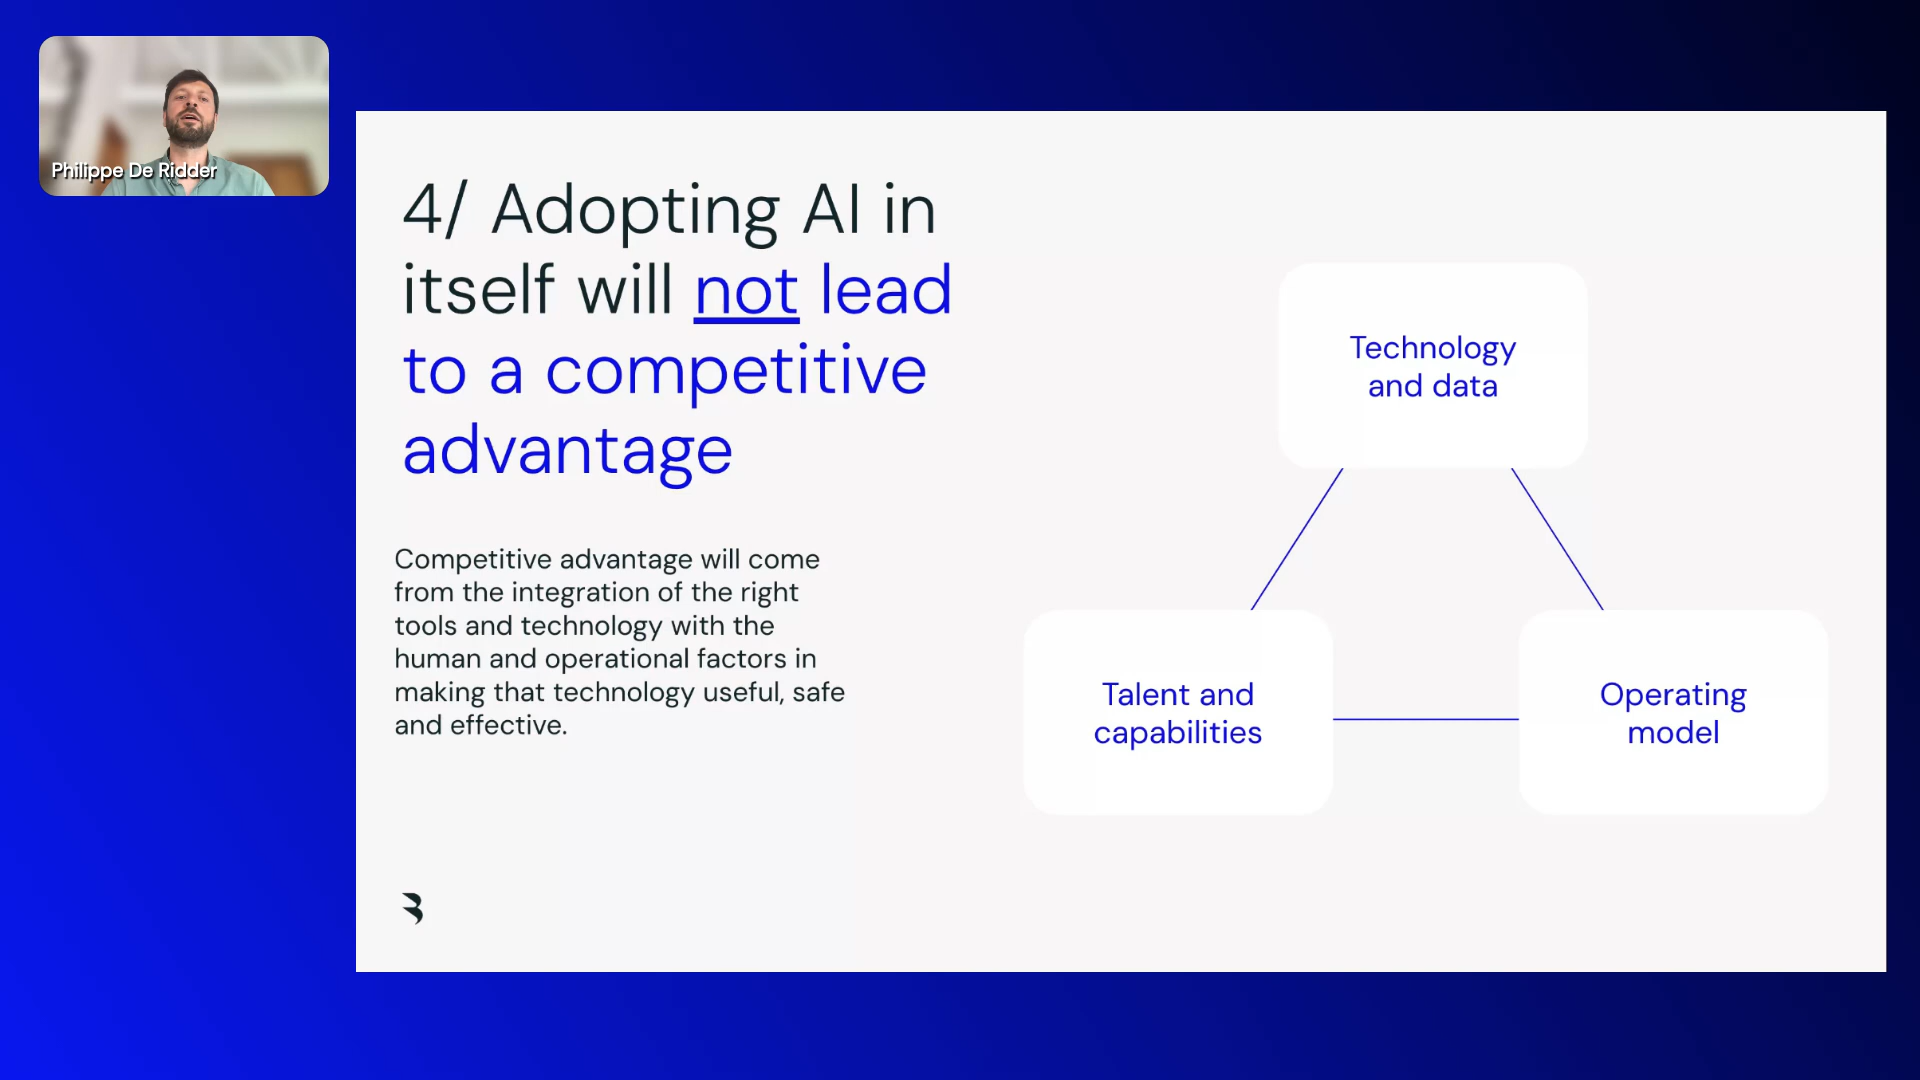 Philippe De Ridder
4/ Adopting AI in
itself will not lead
to a competitive
advantage
Competitive advantage will come
from the integration of the right
tools and technology with the
human and operational factors in
making that technology useful, safe
and effective.
Technology
and data
Talent and
capabilities
Operating
model